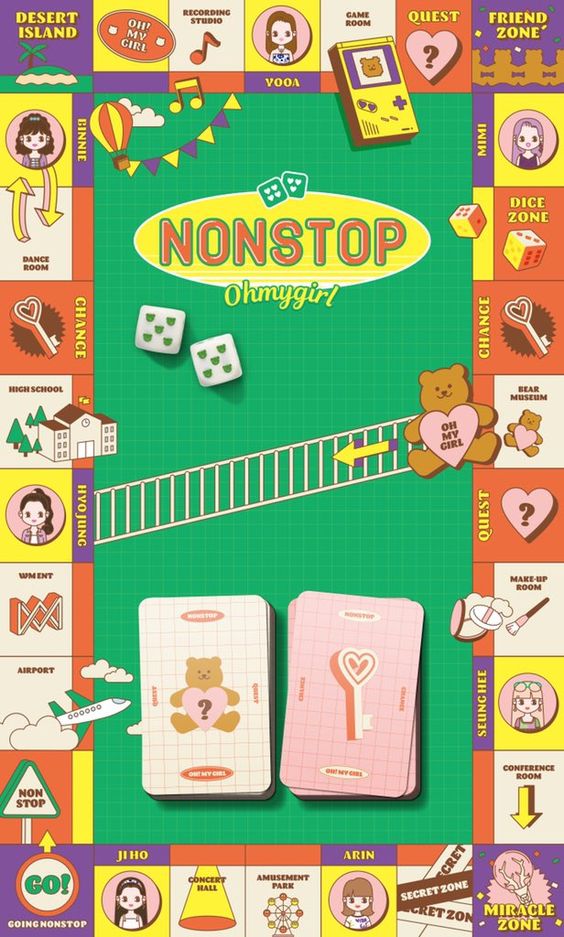 DESERT
ISLAND
OH!
MY
GIRL
RECORDING
STUDIO
YOOA
GAME
ROOM
QUEST
?
FRIEND
ZONE
BINNIE
MIMI
DANCE
ROOM
DICE
ZONE
NONSTOP
Ohmygirl
CHANCE
CHANCE
HIGH SCHOOL
BEAR
MUSEUM
OH
MY
GIRL
HYOJUNG
QUEST
?
WM ENT
MAKE-UP
ROOM
NONSTOP
QUEST
?
QUEST
OH! MY GIRL
NONSTOP
CHANCE
CHANCE
OH! MY GIRL
AIRPORT
SEUNGHEE
NON
STOP
CONFERENCE
ROOM
GO!
GOING NONSTOP
JIHO
CONCERT
HALL
AMUSEMENT
PARK
ARIN
SECRET
SECRET ZONE
SECRET ZONE
MIRACLE
ZONE